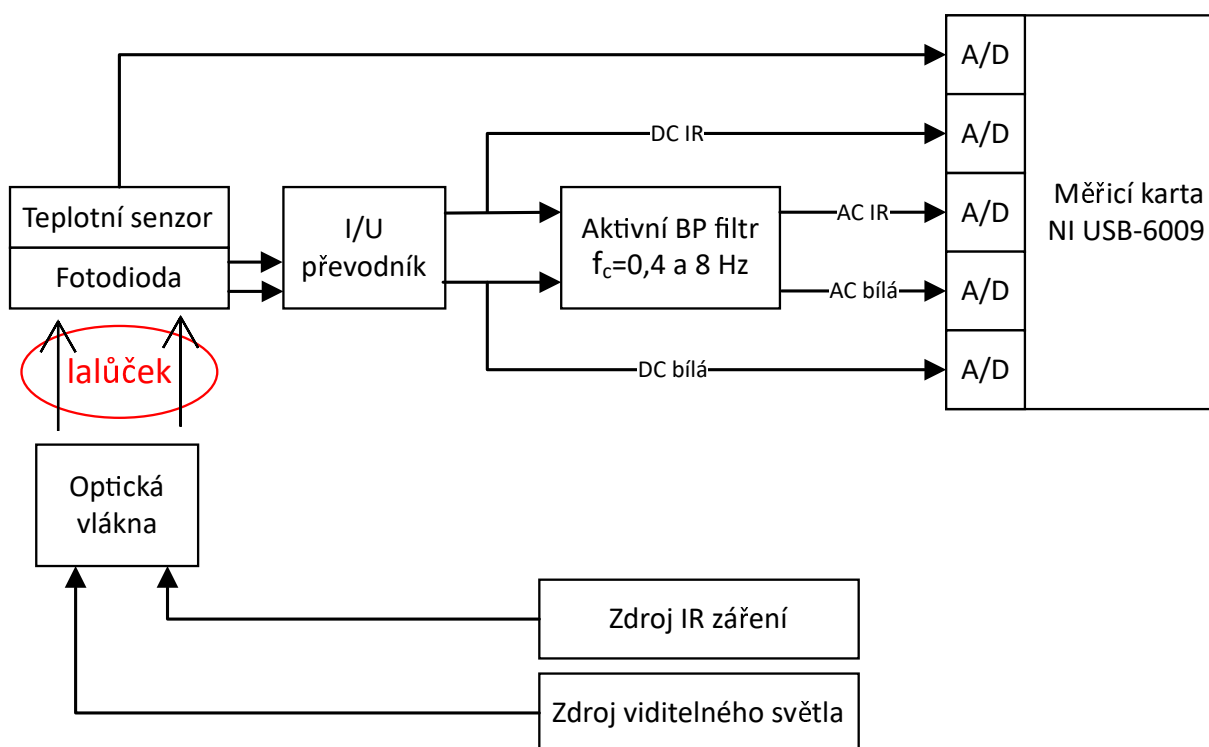 A/D
DC IR
A/D
Teplotní senzor
Fotodioda
I/U
převodník
Aktivní BP filtr
fc=0,4 a 8 Hz
AC IR
A/D
Měřicí karta
NI USB-6009
AC bílá
A/D
lalůček
DC bílá
A/D
Optická
vlákna
Zdroj IR záření
Zdroj viditelného světla